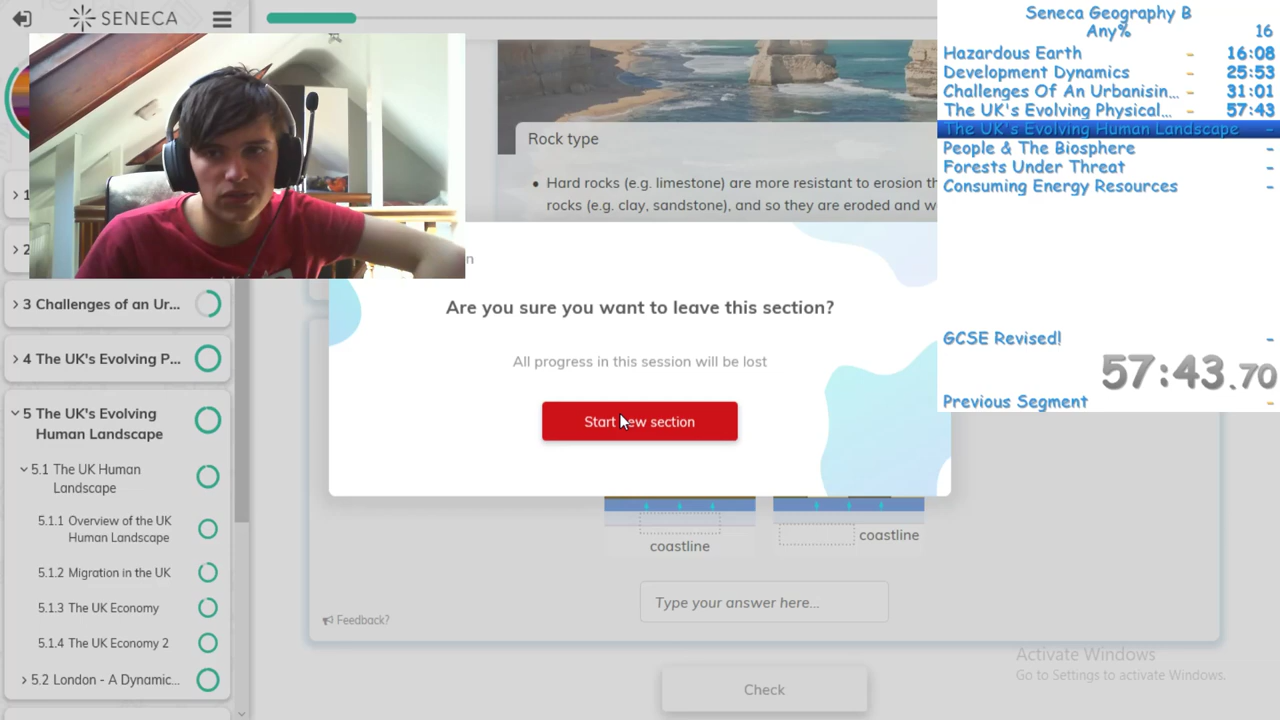 SENECA
1
2
3 Challenges of an Ur...
4 The UK's Evolving P...
5 The UK's Evolving
Human Landscape
5.1 The UK Human
Landscape
5.1.1 Overview of the UK
Human Landscape
5.1.2 Migration in the UK
5.1.3 The UK Economy
5.1.4 The UK Economy 2
5.2 London - A Dynamic...
Rock type
Hard rocks (e.g. limestone) are more resistant to erosion
rocks (e.g. clay, sandstone), and so they are eroded and
Are you sure you want to leave this section?
All progress in this session will be lost
Start new section
coastline
coastline
Type your answer here...
Feedback?
Check
Activate Windows
Go to Settings to activate Windows.
Seneca Geography B
Any% 16
Hazardous Earth - 16:08
Development Dynamics - 25:53
Challenges Of An Urbanisin... - 31:01
The UK's Evolving Physical... - 57:43
The UK's Evolving Human Landscape -
People & The Biosphere -
Forests Under Threat -
Consuming Energy Resources -
GCSE Revised! -
57:43.70
Previous Segment -